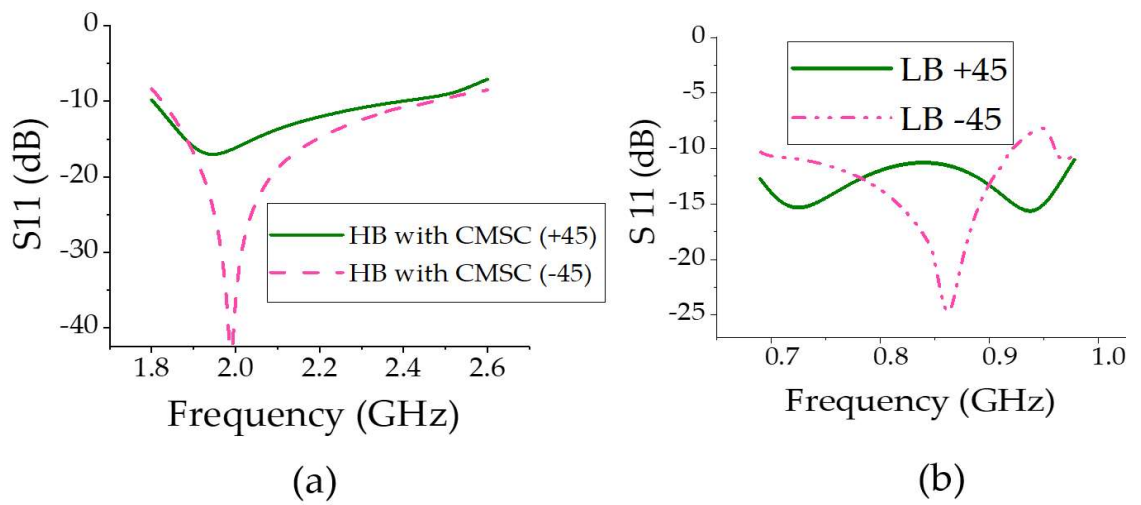 0
-10
-20
-30
-40
S11 (dB)
HB with CMSC (+45)
HB with CMSC (-45)
1.8 2.0 2.2 2.4 2.6
Frequency (GHz)
(a)
0
-5
-10
-15
-20
-25
S 11 (dB)
LB +45
LB -45
0.7 0.8 0.9 1.0
Frequency (GHz)
(b)